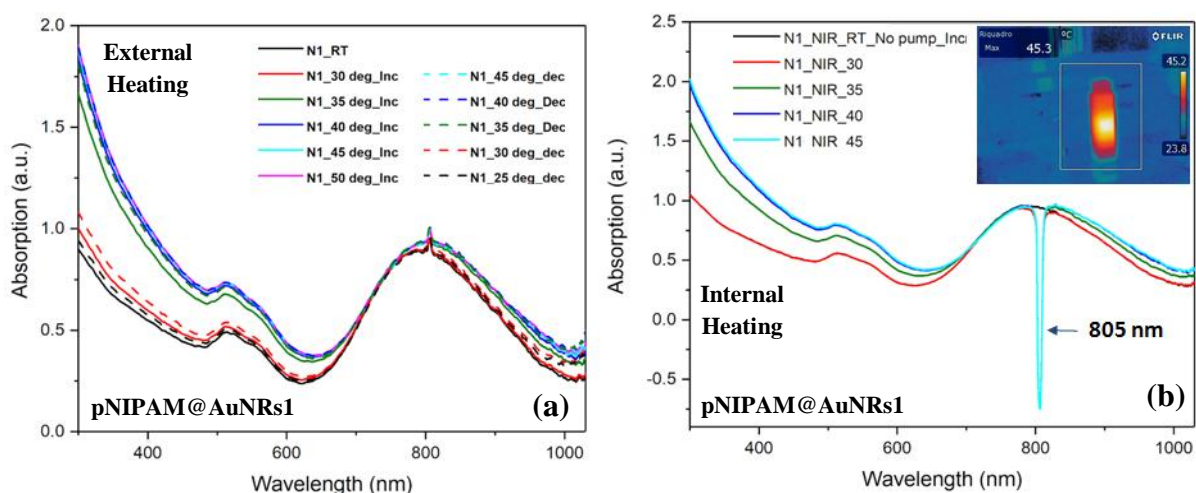 2.0
1.5
1.0
0.5
0.0
Absorption (a.u.)
External
Heating
N1_RT
N1_30 deg_Inc
N1_35 deg_Inc
N1_40 deg_Inc
N1_45 deg_Inc
N1_50 deg_Inc
N1_45 deg_dec
N1_40 deg_Dec
N1_35 deg_Dec
N1_30 deg_dec
N1_25 deg_dec
pNIPAM@AuNRs1
(a)
400
600
800
1000
Wavelength (nm)
2.5
2.0
1.5
1.0
0.5
0.0
-0.5
Absorption (a.u.)
N1_NIR_RT_No pump_Incr
N1_NIR_30
N1_NIR_35
N1_NIR_40
N1 NIR 45
Riquadro
Max 45.3
°C
FLIR
45.2
23.8
Internal
Heating
805 nm
pNIPAM@AuNRs1
(b)
400
600
800
1000
Wavelength (nm)